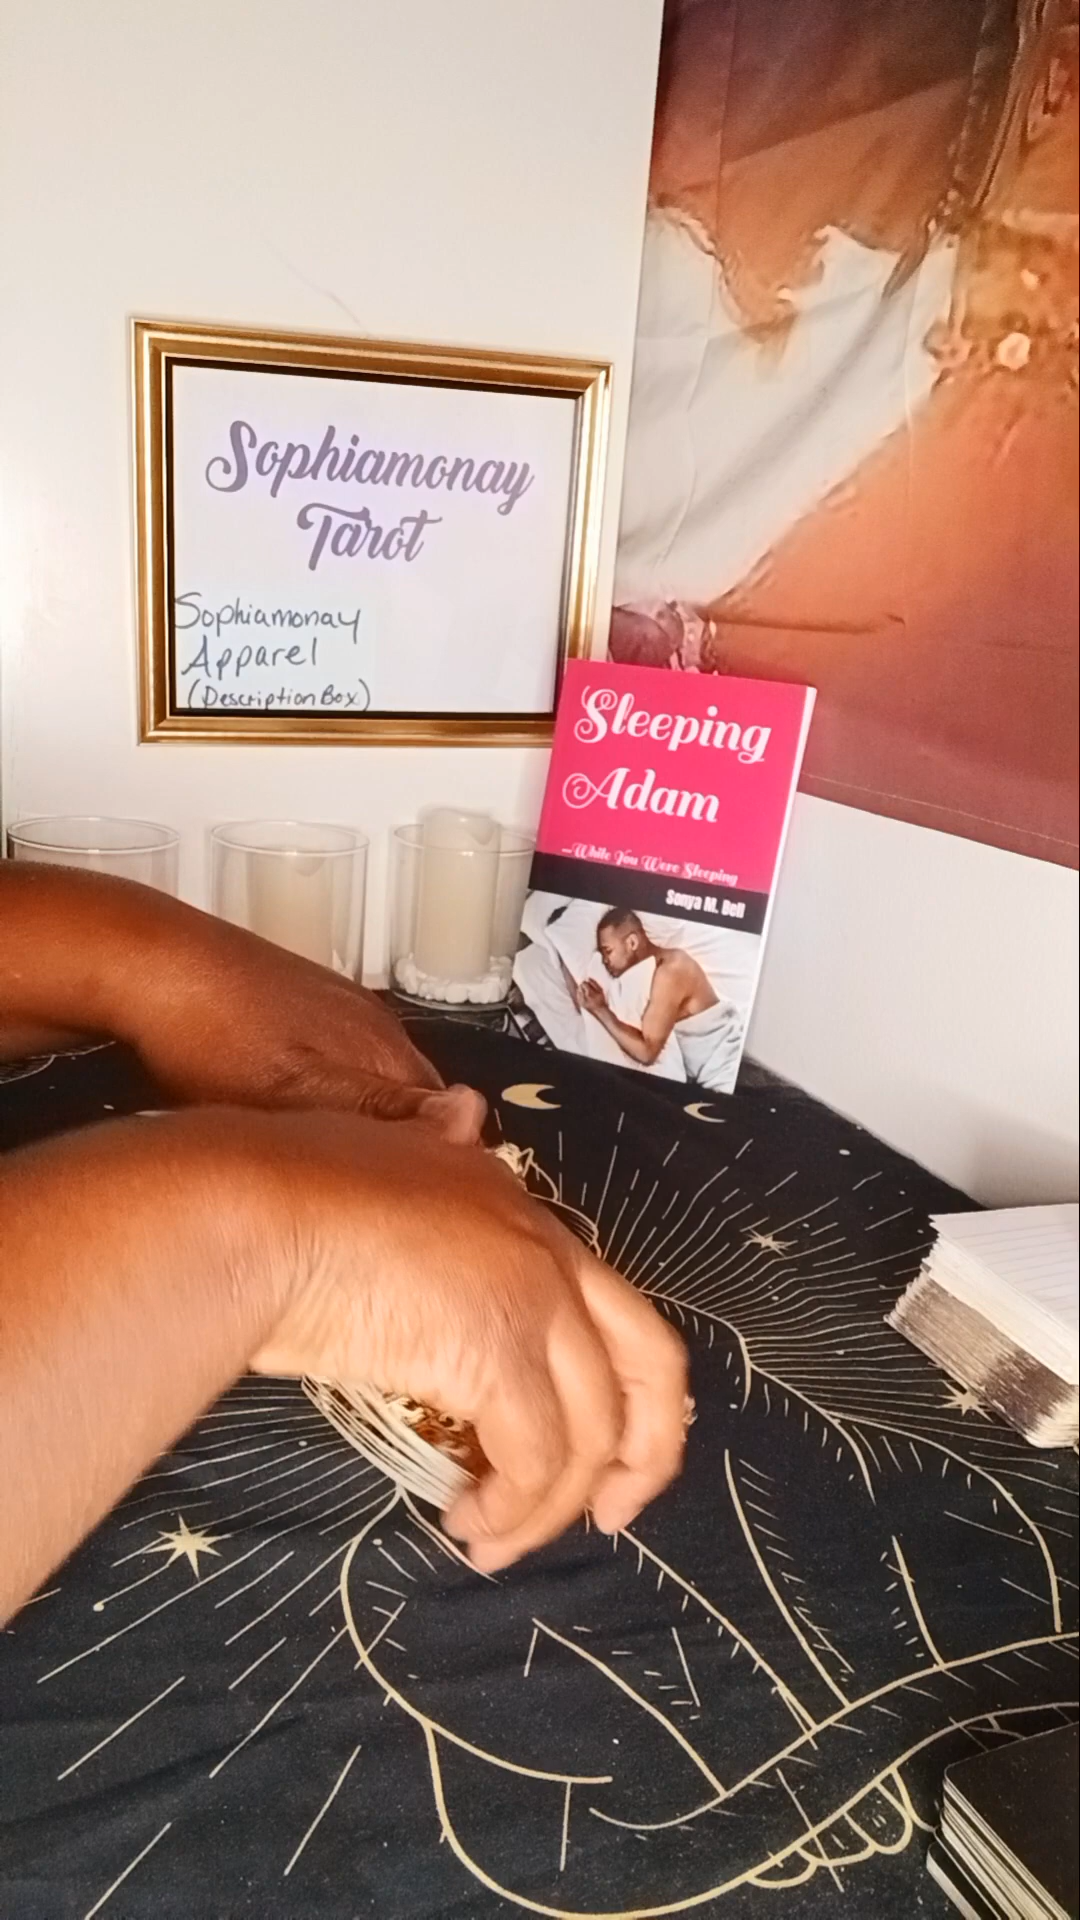 Sophiamonay
Tarot
Sophiamonay
Apparel
(Description Box)
Sleeping
Adam
...While You Were Sleeping
Sonya M. Bell